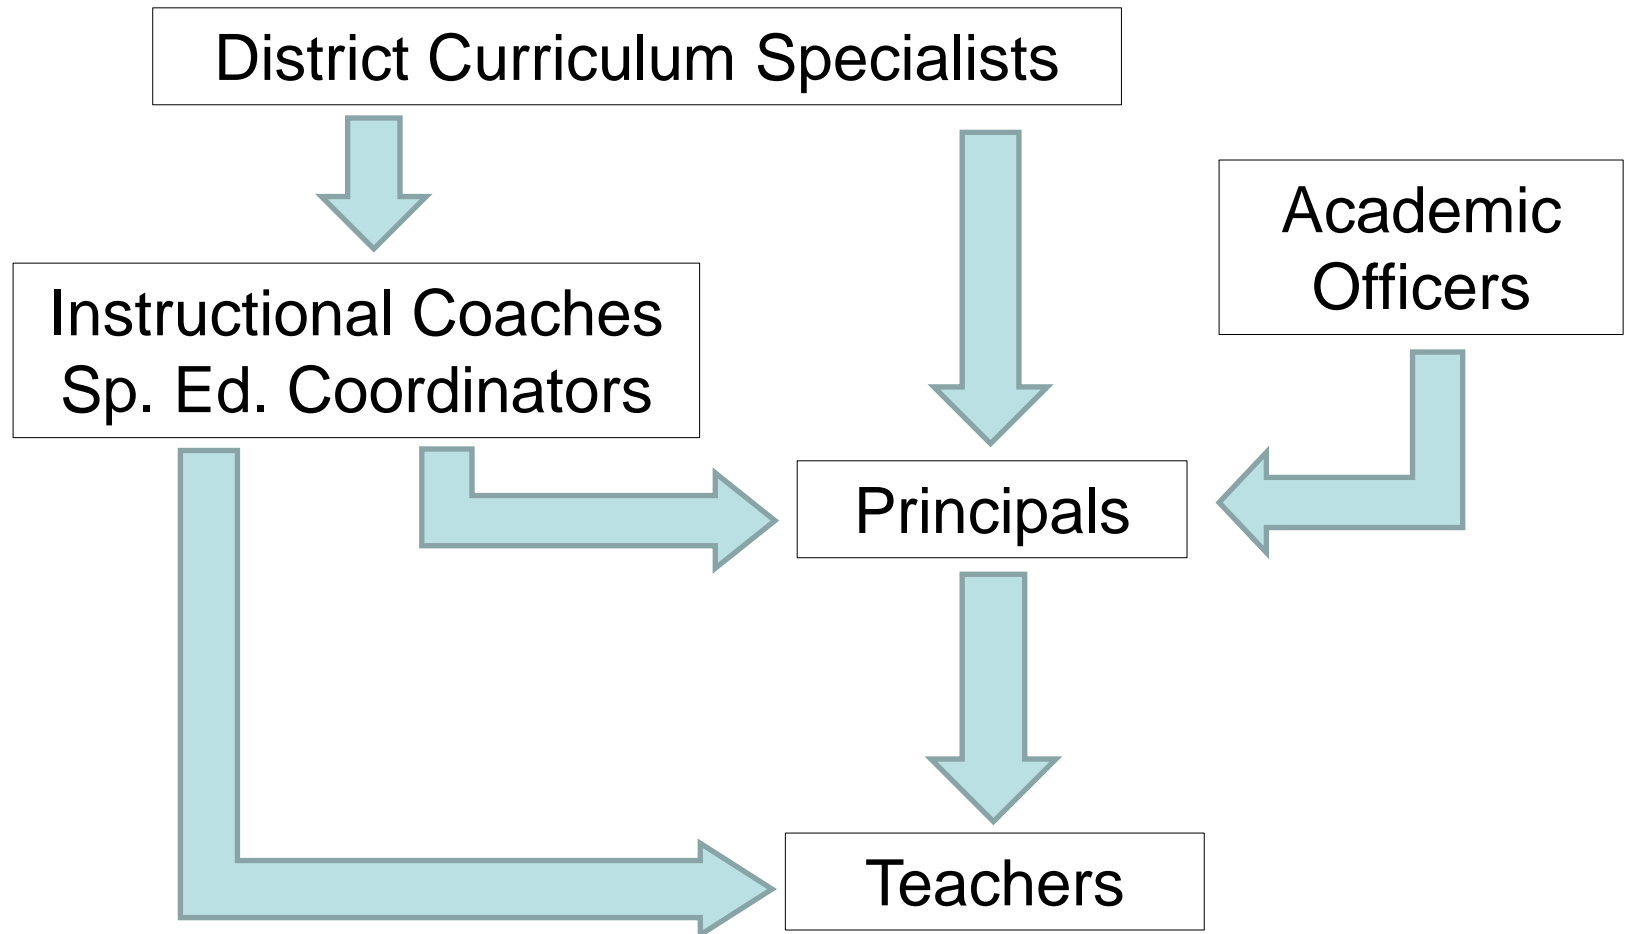 District Curriculum Specialists
Academic
Officers
Instructional Coaches
Sp. Ed. Coordinators
Principals
Teachers